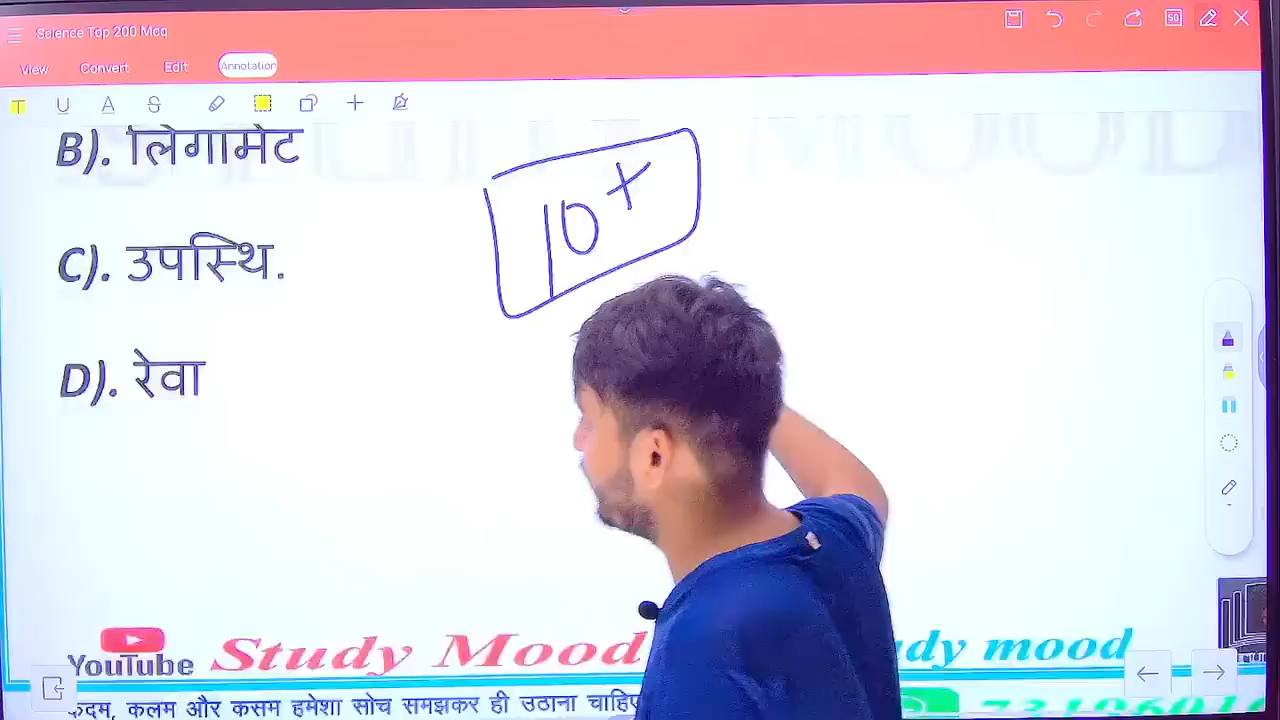 Science Top 200 Mcq
View Convert Edit Annotation
50
T U A S
B). लिगामेंट
10+
C). उपस्थि.
D). रेवा
YouTube Study Mood
dy mood
कदम, कलम और कसम हमेशा सोच समझकर ही उठाना चाहिए